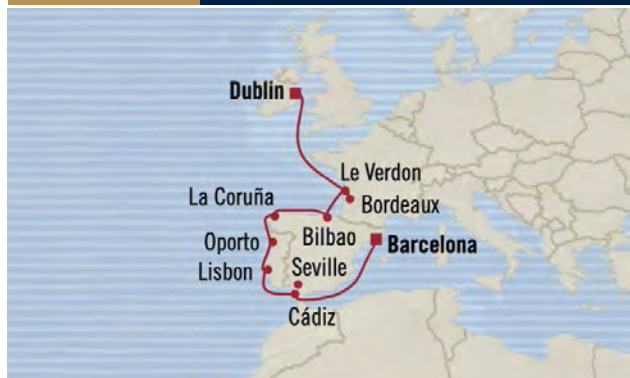 Dublin
Le Verdon
La Coruña
Bordeaux
Oporto
Bilbao
Barcelona
Lisbon
Seville
Cádiz